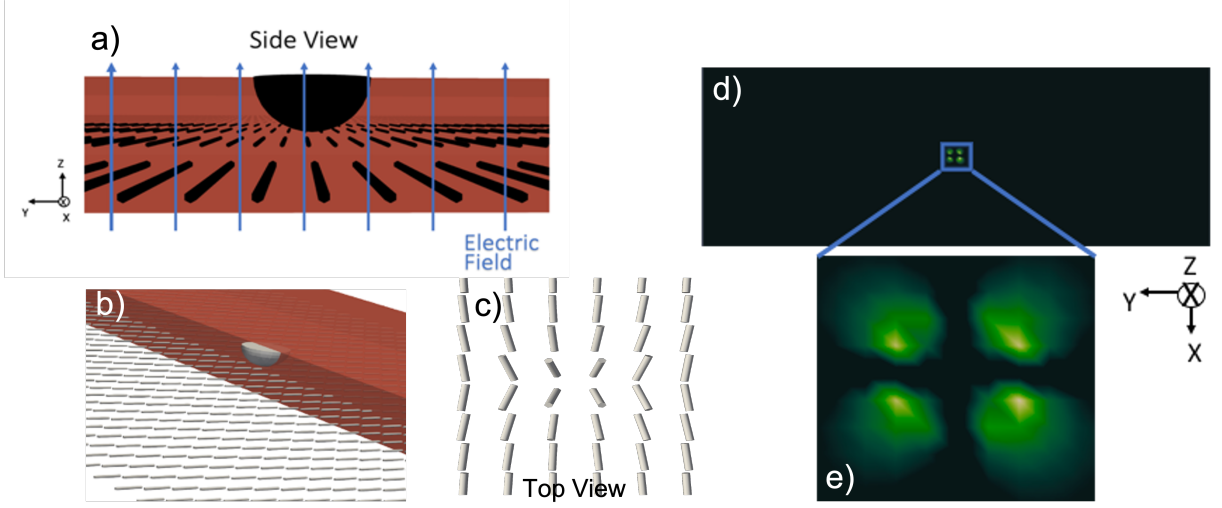 a)
Side View
Z
Y
X
Electric
Field
b)
c)
Top View
d)
Z
Y
X
e)